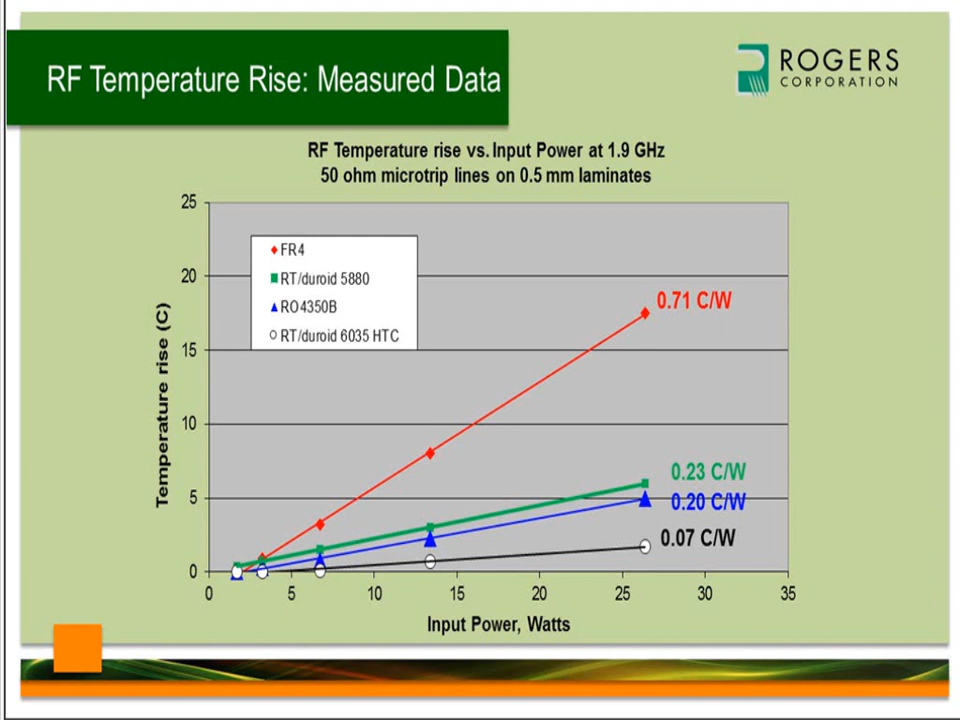 RF Temperature Rise: Measured Data
ROGERS
CORPORATION
RF Temperature rise vs. Input Power at 1.9 GHz
50 ohm microtrip lines on 0.5 mm laminates
25
20
15
10
5
0
Temperature rise (C)
FR4
RT/duroid 5880
RO4350B
RT/duroid 6035 HTC
0.71 C/W
0.23 C/W
0.20 C/W
0.07 C/W
0 5 10 15 20 25 30 35
Input Power, Watts